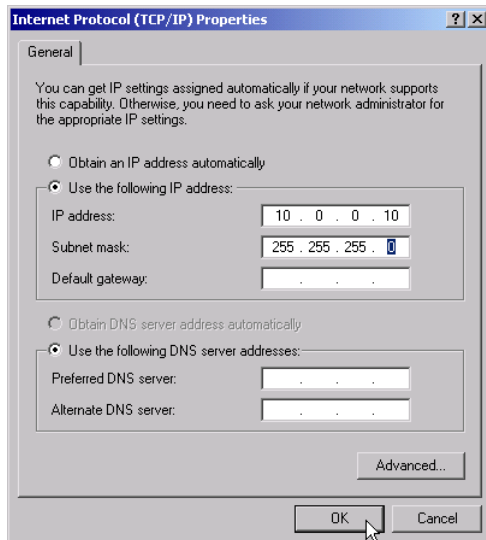 Internet Protocol (TCP/IP) Properties
General
You can get IP settings assigned automatically if your network supports
this capability. Otherwise, you need to ask your network administrator for
the appropriate IP settings.
Obtain an IP address automatically
Use the following IP address:
IP address: 10 . 0 . 0 . 10
Subnet mask: 255 . 255 . 255 . 0
Default gateway: . . .
Obtain DNS server address automatically
Use the following DNS server addresses:
Preferred DNS server: . . .
Alternate DNS server: . . .
Advanced...
OK Cancel